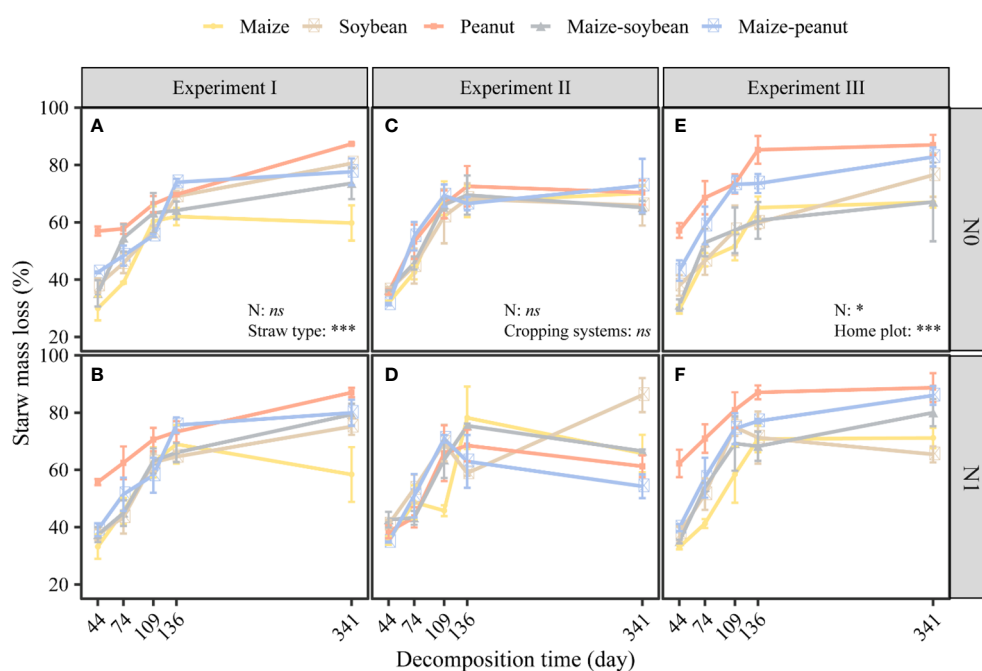 Maize Soybean Peanut Maize-soybean Maize-peanut
Experiment I Experiment II Experiment III
Starw mass loss (%)
100
80
60
40
20
A
N: ns
Straw type: ***
C
N: ns
Cropping systems: ns
E
N: *
Home plot: ***
N0
100
80
60
40
20
B
D
F
N1
44 74 109 136 341
44 74 109 136 341
44 74 109 136 341
Decomposition time (day)